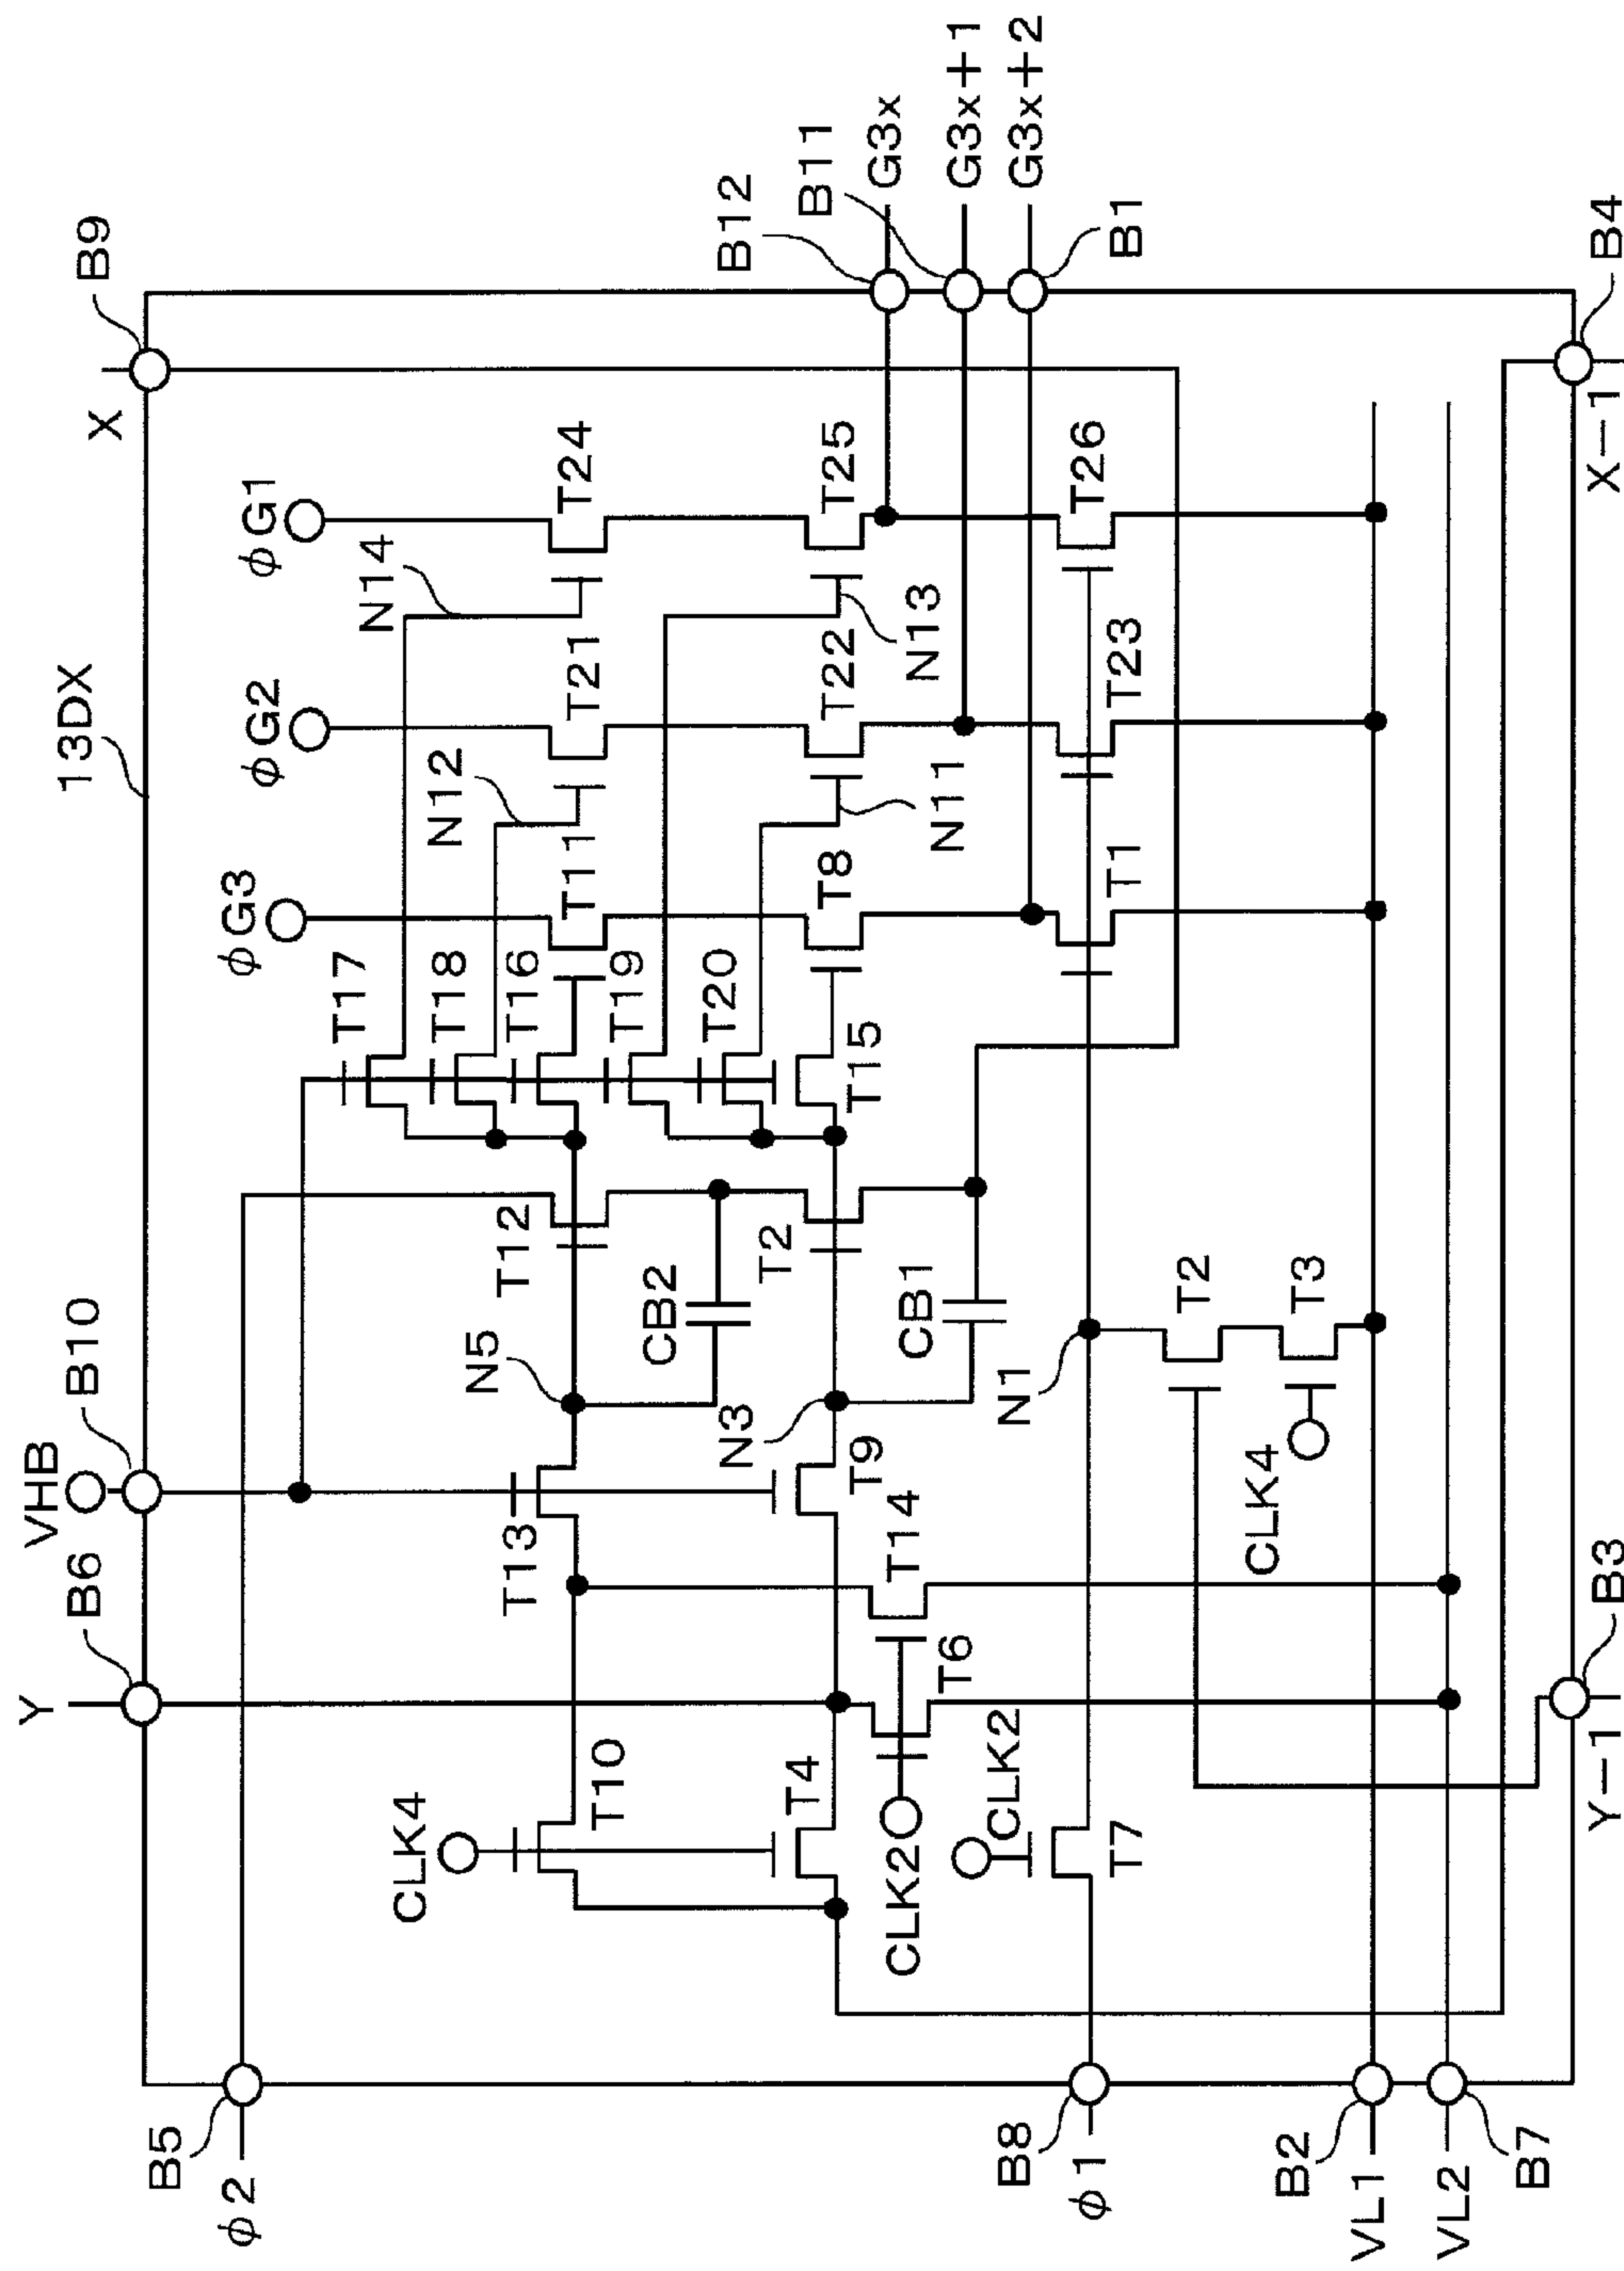 13DX
X
B9
VHB
B10
B6
Y
φG1
φG2
φG3
N14
T24
T21
N12
T11
T17
T18
T16
T19
T20
T15
T25
N13
T22
N11
T8
B12
B11
G3x
G3x+1
G3x+2
B1
T26
T23
T1
T12
CB2
T2
CB1
N5
N3
T13
T9
T14
T6
CLK4
T10
T4
CLK2
CLK2
T7
N1
T2
T3
CLK4
B5
φ2
B8
φ1
B2
VL1
VL2
B7
Y−1
B3
X−1
B4